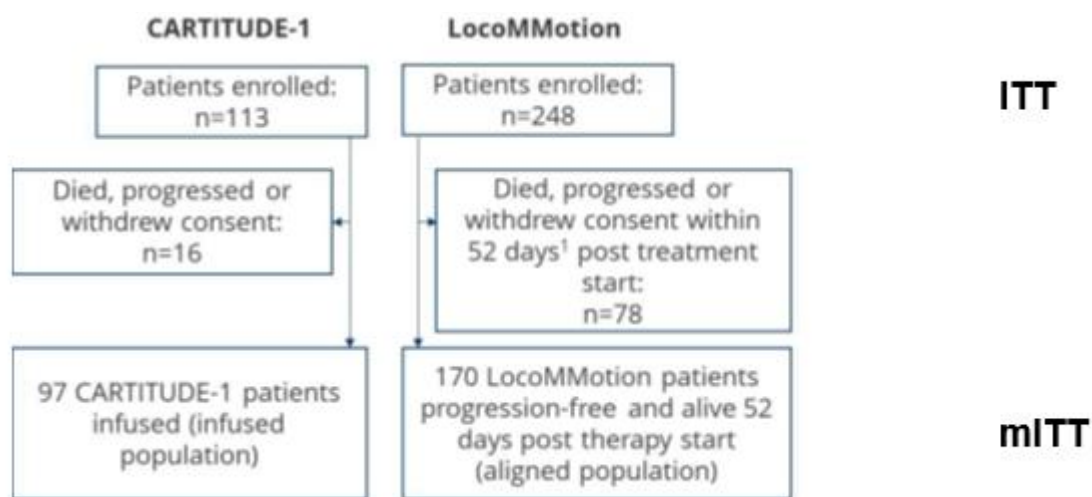 CARTITUDE-1
LocoMMotion
Patients enrolled:
n=113
Patients enrolled:
n=248
ITT
Died, progressed or
withdrew consent:
n=16
Died, progressed or
withdrew consent within
52 days¹ post treatment
start:
n=78
97 CARTITUDE-1 patients
infused (infused
population)
170 LocoMMotion patients
progression-free and alive 52
days post therapy start
(aligned population)
mITT